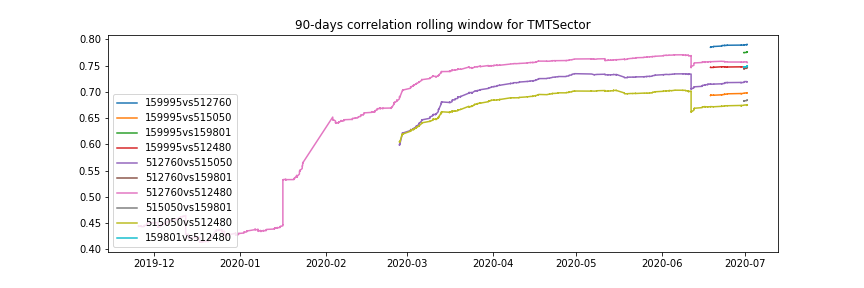 90-days correlation rolling window for TMTSector
0.80
0.75
0.70
0.65
0.60
0.55
0.50
0.45
0.40
159995vs512760
159995vs515050
159995vs159801
159995vs512480
512760vs515050
512760vs159801
512760vs512480
515050vs159801
515050vs512480
159801vs512480
2019-12 2020-01 2020-02 2020-03 2020-04 2020-05 2020-06 2020-07